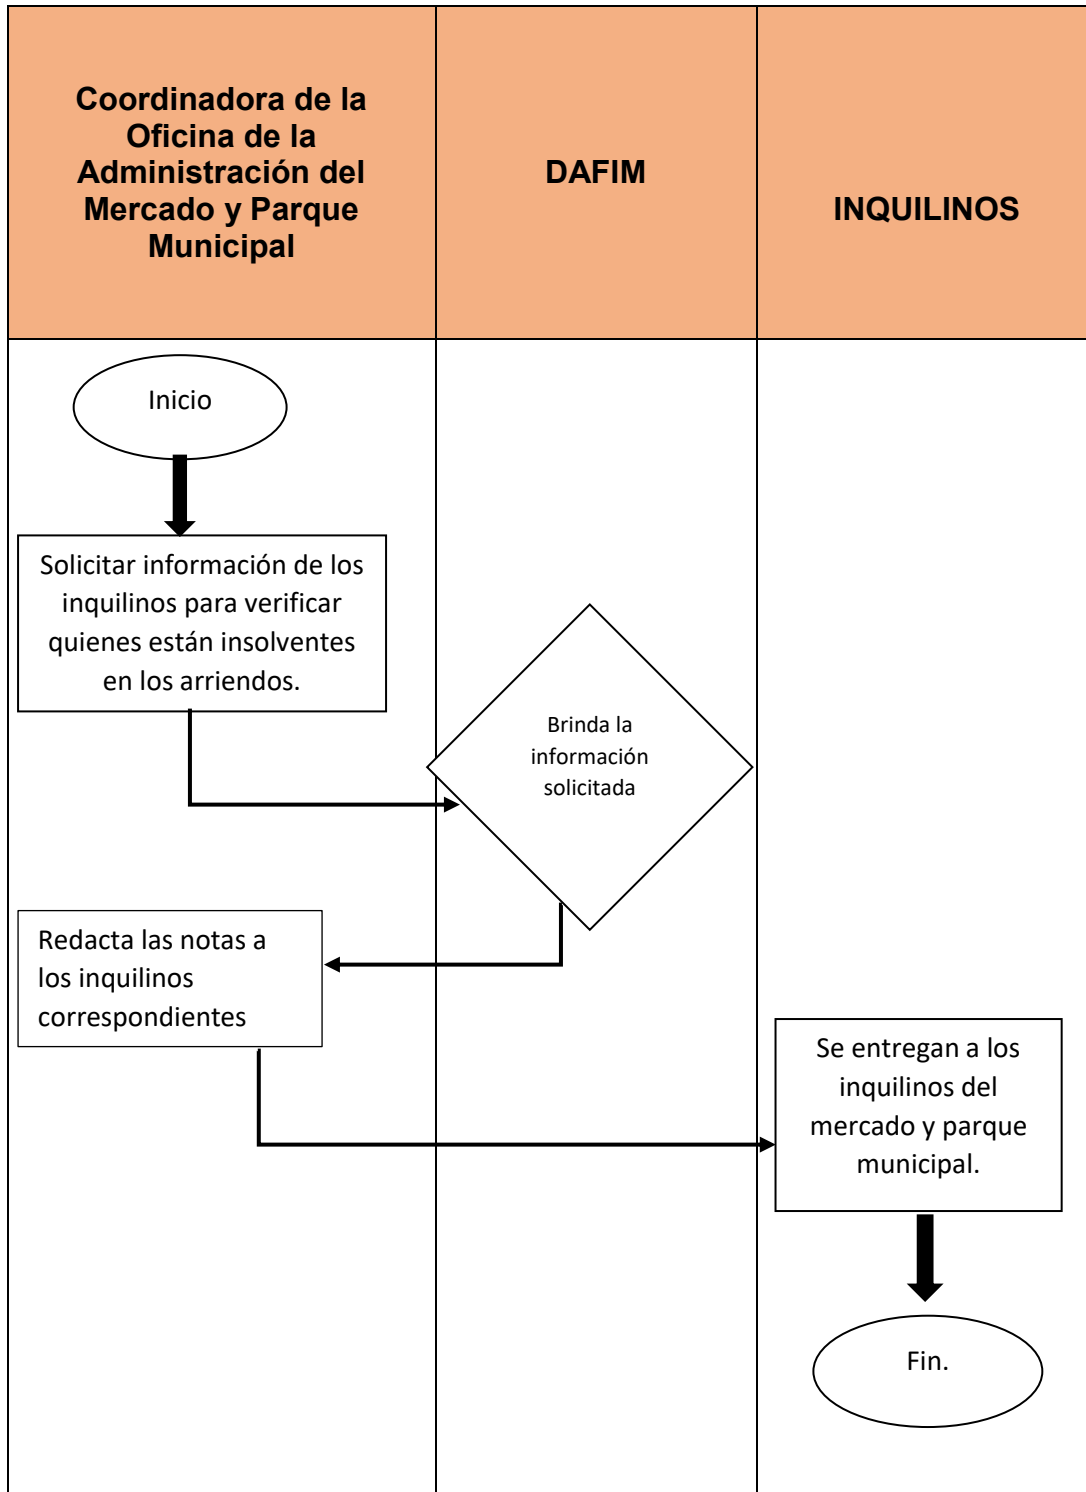 Coordinadora de la
Oficina de la
Administración del
Mercado y Parque
Municipal
DAFIM
INQUILINOS
Inicio
Solicitar información de los
inquilinos para verificar
quienes están insolventes
en los arriendos.
Brinda la
información
solicitada
Redacta las notas a
los inquilinos
correspondientes
Se entregan a los
inquilinos del
mercado y parque
municipal.
Fin.